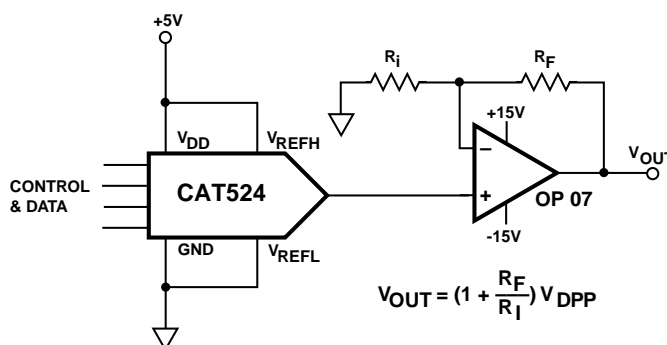 +5V
Ri
RF
+15V
VDD
VREFH
VOUT
CONTROL
& DATA
CAT524
–
+
OP 07
GND
VREFL
-15V
VOUT = (1 + RF/RI) VDPP